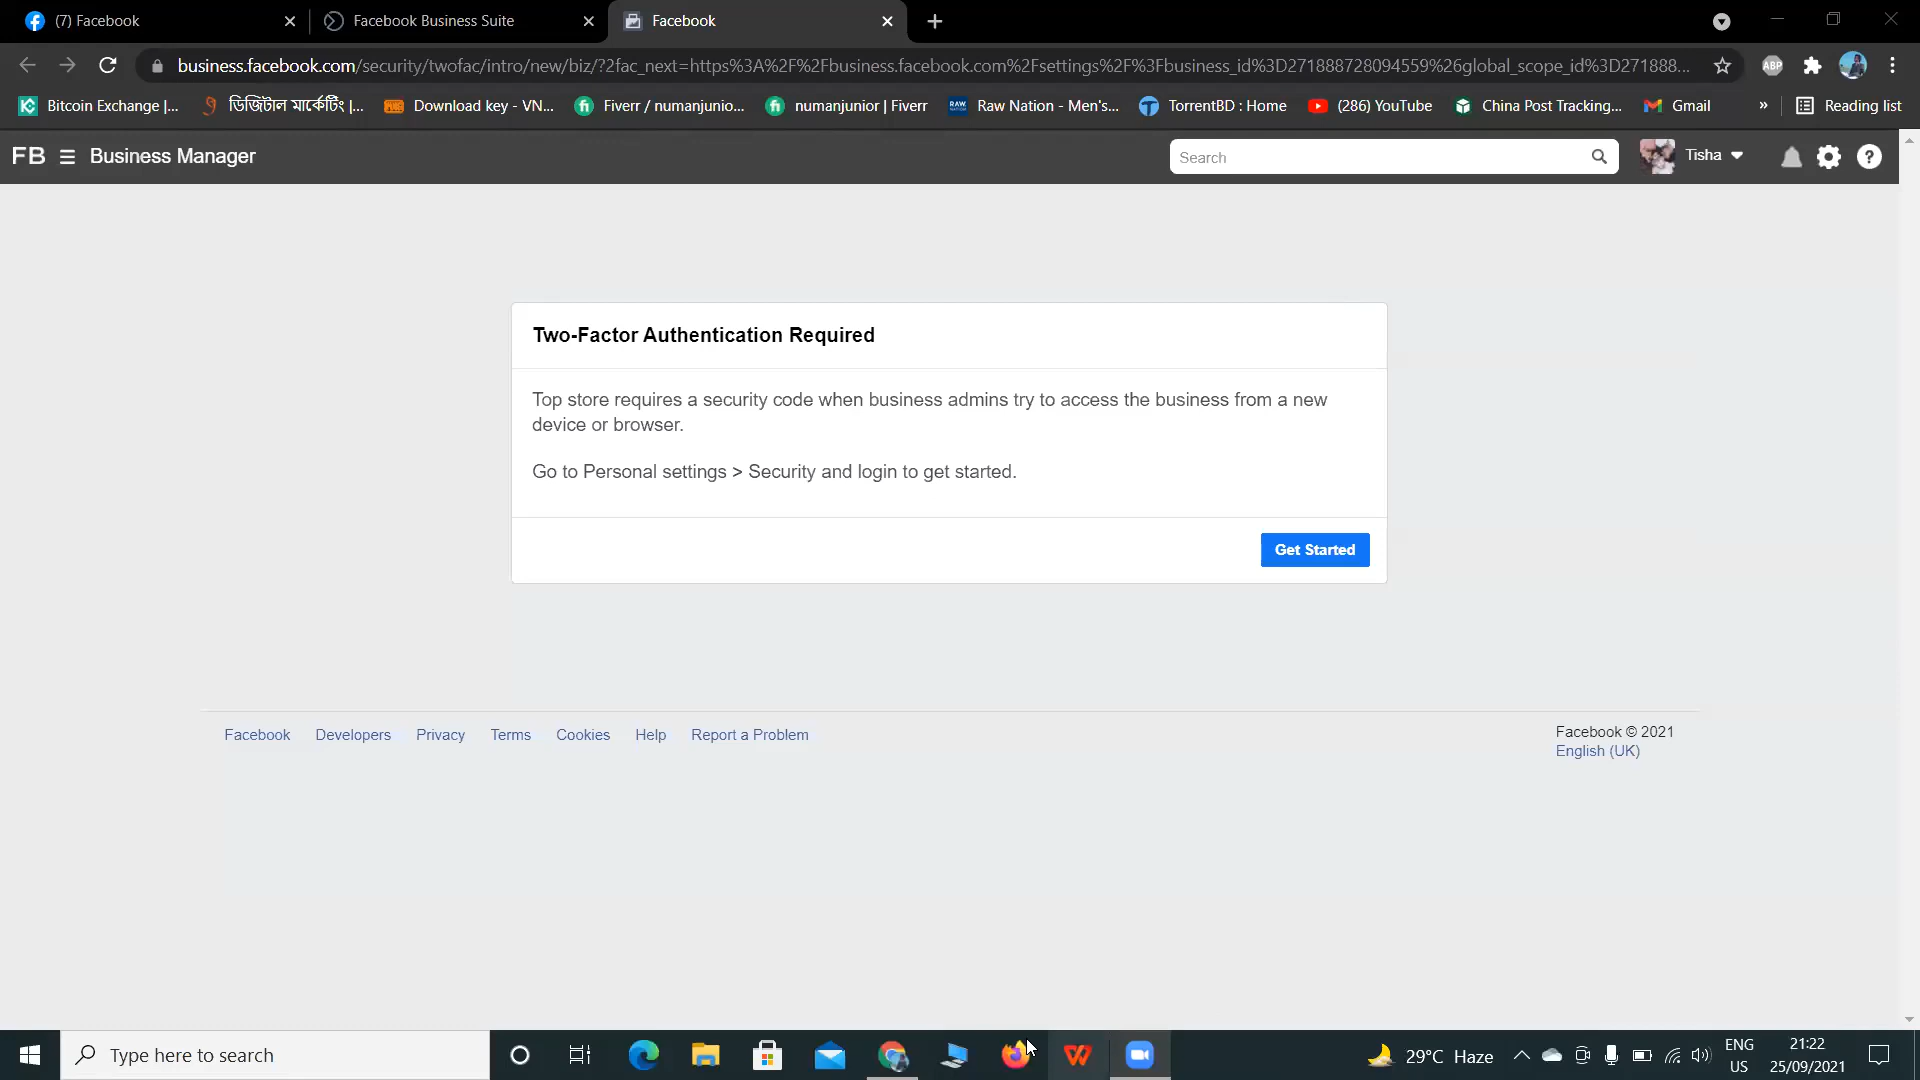 (7) Facebook
Facebook Business Suite
Facebook
business.facebook.com/security/twofac/intro/new/biz/?2fac_next=https%3A%2F%2Fbusiness.facebook.com%2Fsettings%2F%3Fbusiness_id%3D271888728094559%26global_scope_id%3D271888...
ABP
Bitcoin Exchange |...
ডিজিটাল মার্কেটিং |...
Download key - VN...
Fiverr / numanjunio...
numanjunior | Fiverr
RAW
Raw Nation - Men's...
TorrentBD : Home
(286) YouTube
China Post Tracking...
Gmail
»
Reading list
FB
Business Manager
Search
Tisha
Two-Factor Authentication Required
Top store requires a security code when business admins try to access the business from a new
device or browser.
Go to Personal settings > Security and login to get started.
Get Started
Facebook
Developers
Privacy
Terms
Cookies
Help
Report a Problem
Facebook © 2021
English (UK)
Type here to search
29°C Haze
ENG
US
21:22
25/09/2021